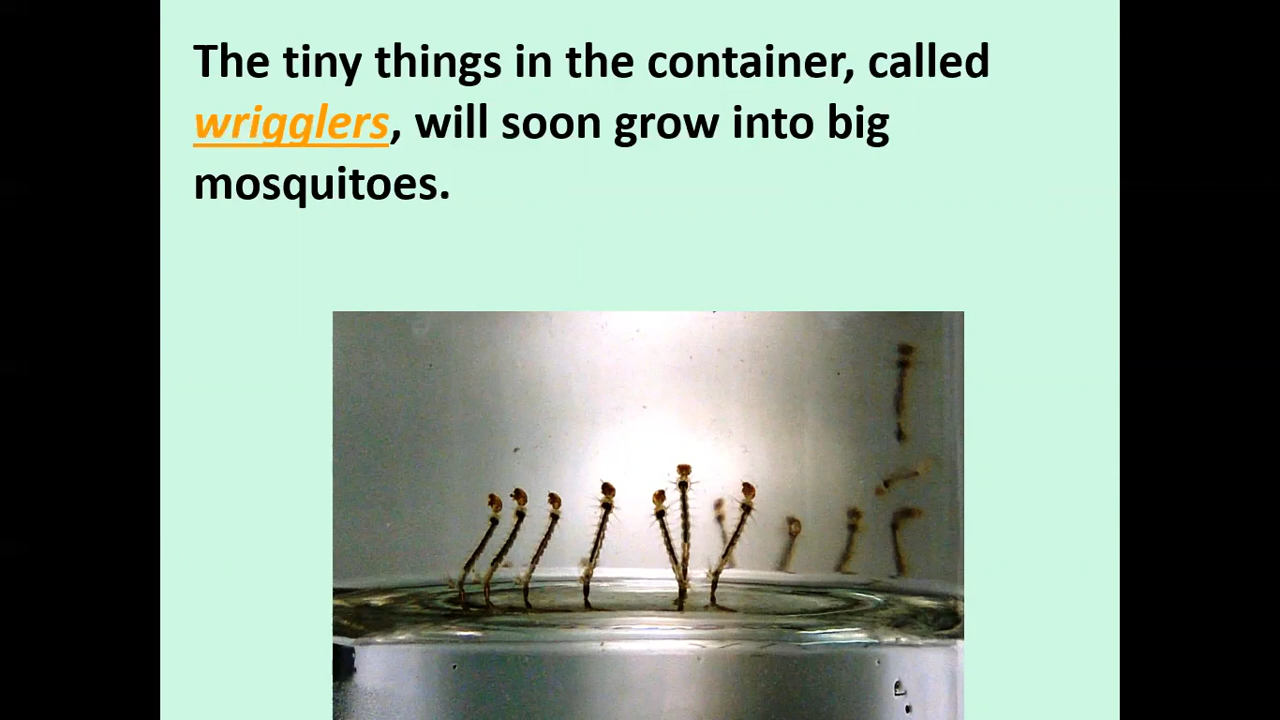 The tiny things in the container, called
wrigglers, will soon grow into big
mosquitoes.